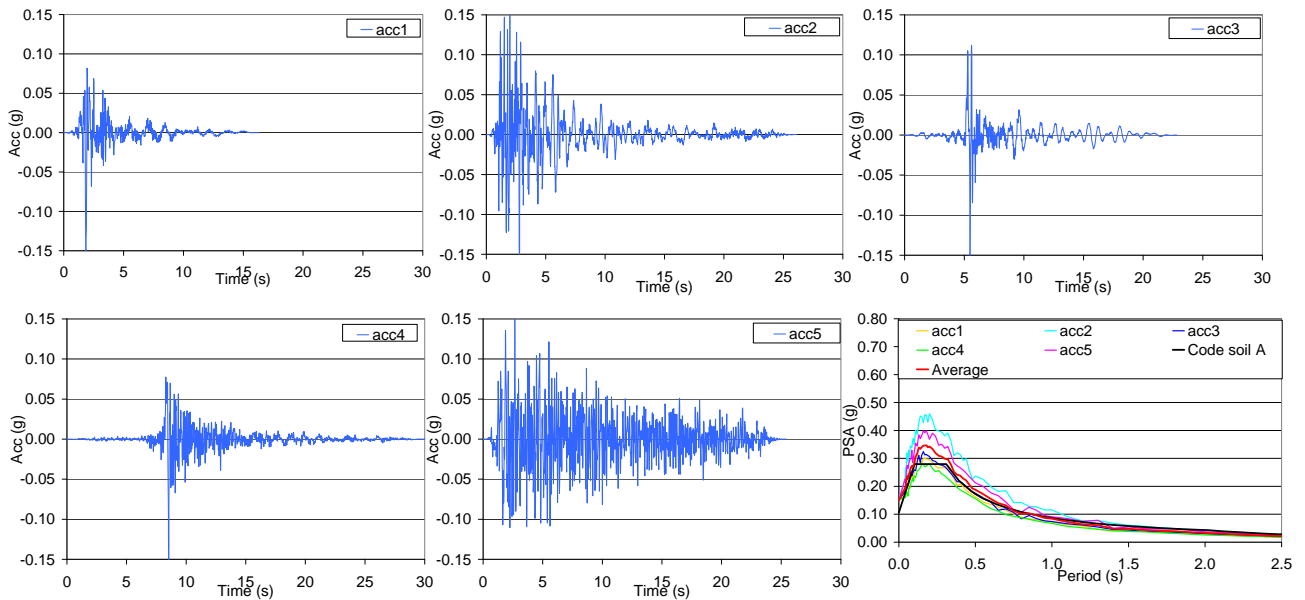 acc1
0.15
0.10
0.05
0.00
-0.05
-0.10
-0.15
Acc (g)
0 5 10 15 20 25 30
Time (s)
acc2
0.15
0.10
0.05
0.00
-0.05
-0.10
-0.15
Acc (g)
0 5 10 15 20 25 30
Time (s)
acc3
0.15
0.10
0.05
0.00
-0.05
-0.10
-0.15
Acc (g)
0 5 10 15 20 25 30
Time (s)
acc4
0.15
0.10
0.05
0.00
-0.05
-0.10
-0.15
Acc (g)
0 5 10 15 20 25 30
Time (s)
acc5
0.15
0.10
0.05
0.00
-0.05
-0.10
-0.15
Acc (g)
0 5 10 15 20 25 30
Time (s)
acc1 acc2 acc3
acc4 acc5 Code soil A
Average
0.80
0.70
0.60
0.50
0.40
0.30
0.20
0.10
0.00
PSA (g)
0.0 0.5 1.0 1.5 2.0 2.5
Period (s)